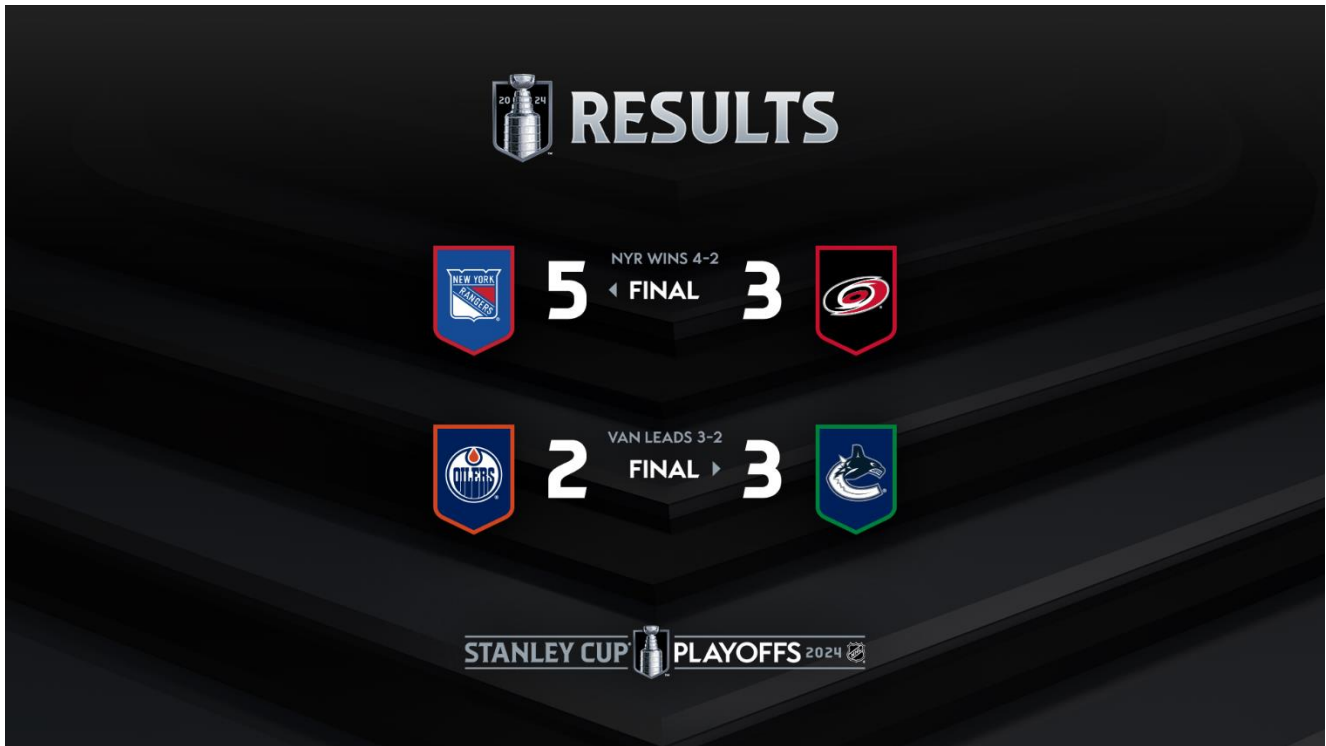 20 24
RESULTS
NYR WINS 4-2
NEW YORK
RANGERS
5
FINAL
3
VAN LEADS 3-2
OILERS
2
FINAL
3
STANLEY CUP PLAYOFFS 2024 NHL